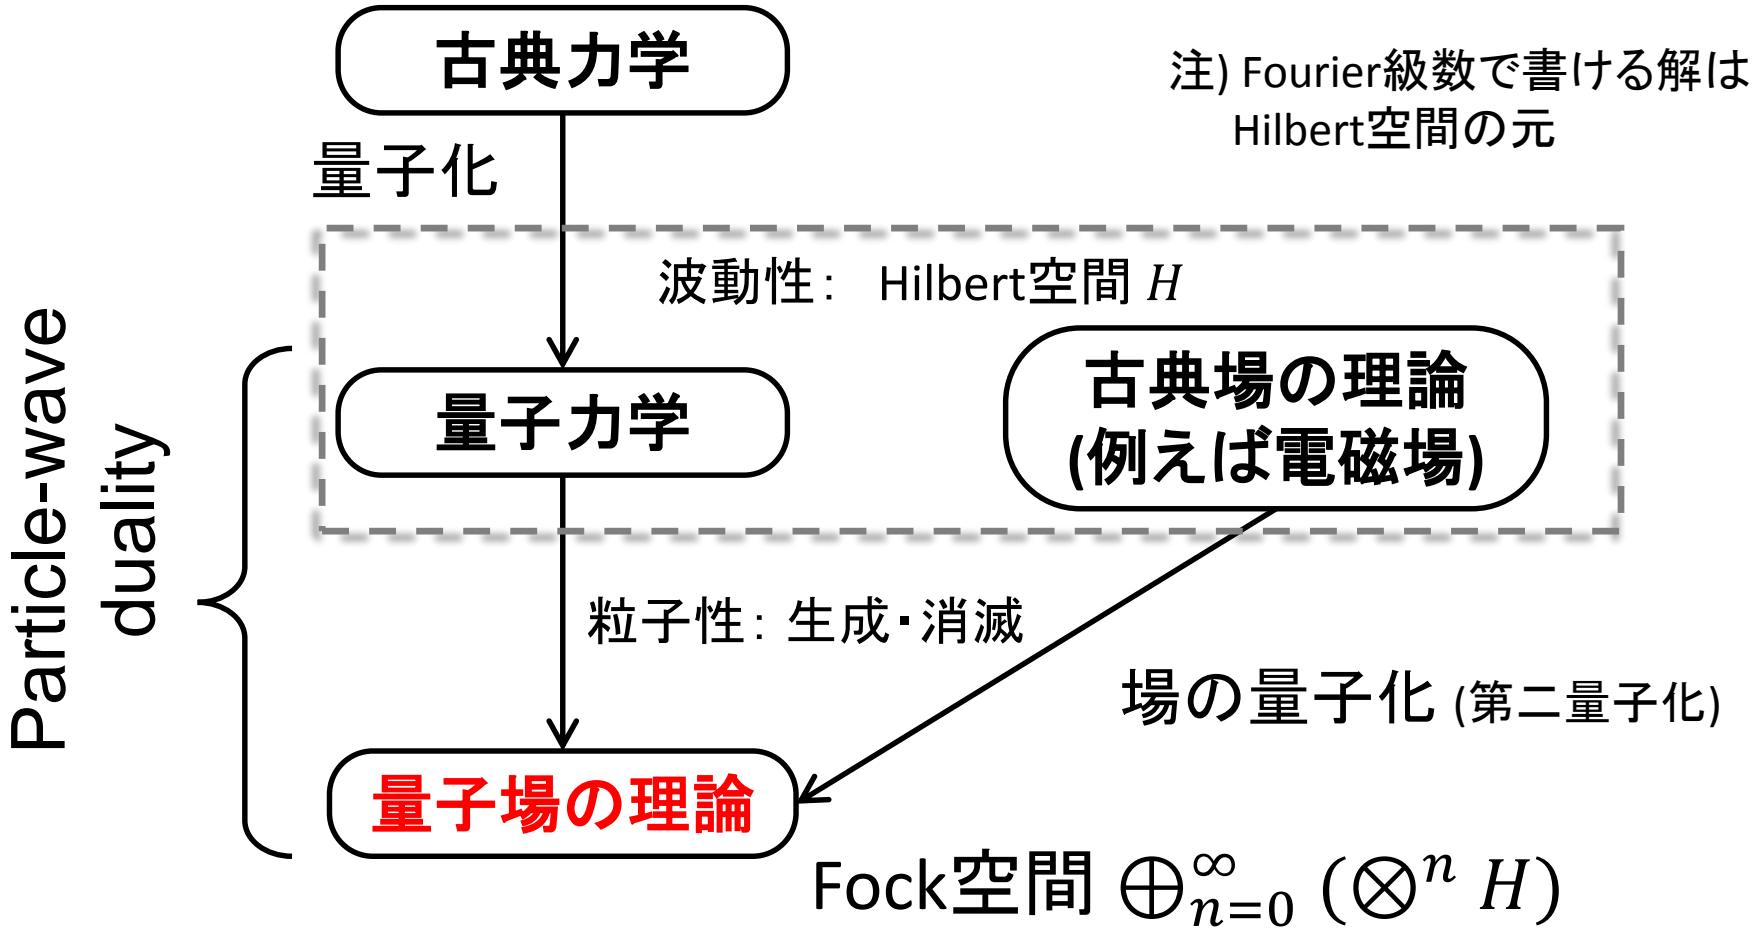 古典力学
注) Fourier級数で書ける解は
Hilbert空間の元
量子化
波動性： Hilbert空間 H
古典場の理論
(例えば電磁場)
量子力学
Particle-wave
duality
粒子性：生成・消滅
場の量子化 (第二量子化)
量子場の理論
Fock空間 ⊕_{n=0}^{∞} (⊗^n H)